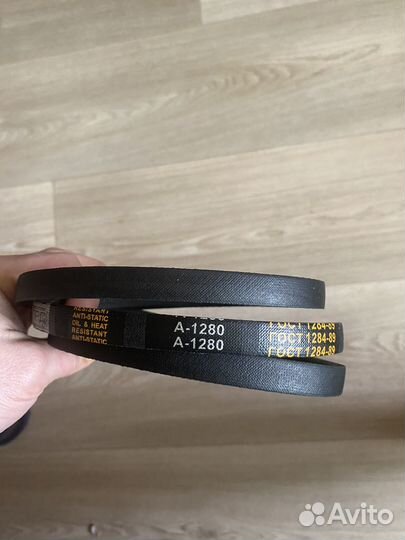 RESISTANT
ANTI-STATIC
OIL & HEAT
RESISTANT
ANTI-STATIC
A-1280
A-1280
ГОСТ 1284-89
ГОСТ 1284-89
Avito